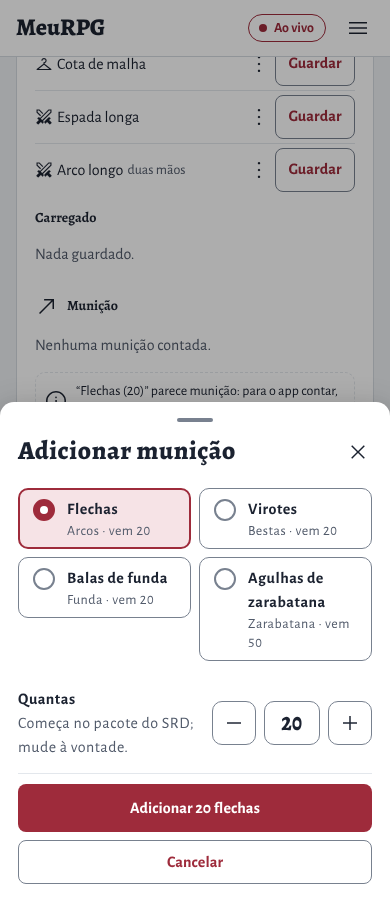 MeuRPG
Ao vivo
Cota de malha
Guardar
Espada longa
Guardar
Arco longo duas mãos
Guardar
Carregado
Nada guardado.
Munição
Nenhuma munição contada.
“Flechas (20)” parece munição: para o app contar,
Adicionar munição
Flechas
Arcos · vem 20
Virotes
Bestas · vem 20
Balas de funda
Funda · vem 20
Agulhas de
zarabatana
Zarabatana · vem
50
Quantas
Começa no pacote do SRD;
mude à vontade.
20
Adicionar 20 flechas
Cancelar